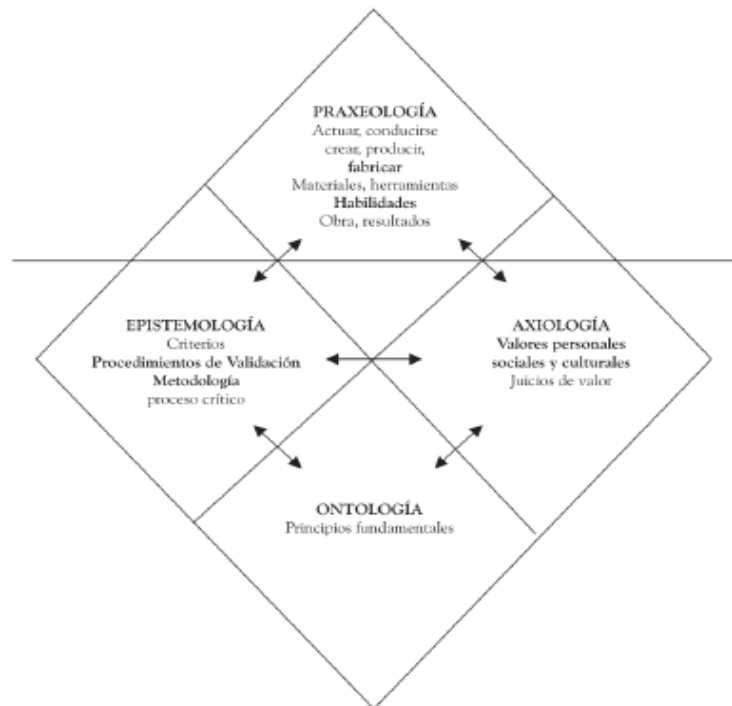 PRAXEOLOGÍA
Actuar, conducirse
crear, producir,
fabricar
Materiales, herramientas
Habilidades
Obra, resultados
EPISTEMOLOGÍA
Criterios
Procedimientos de Validación
Metodología
proceso crítico
AXIOLOGÍA
Valores personales
sociales y culturales
Juicios de valor
ONTOLOGÍA
Principios fundamentales